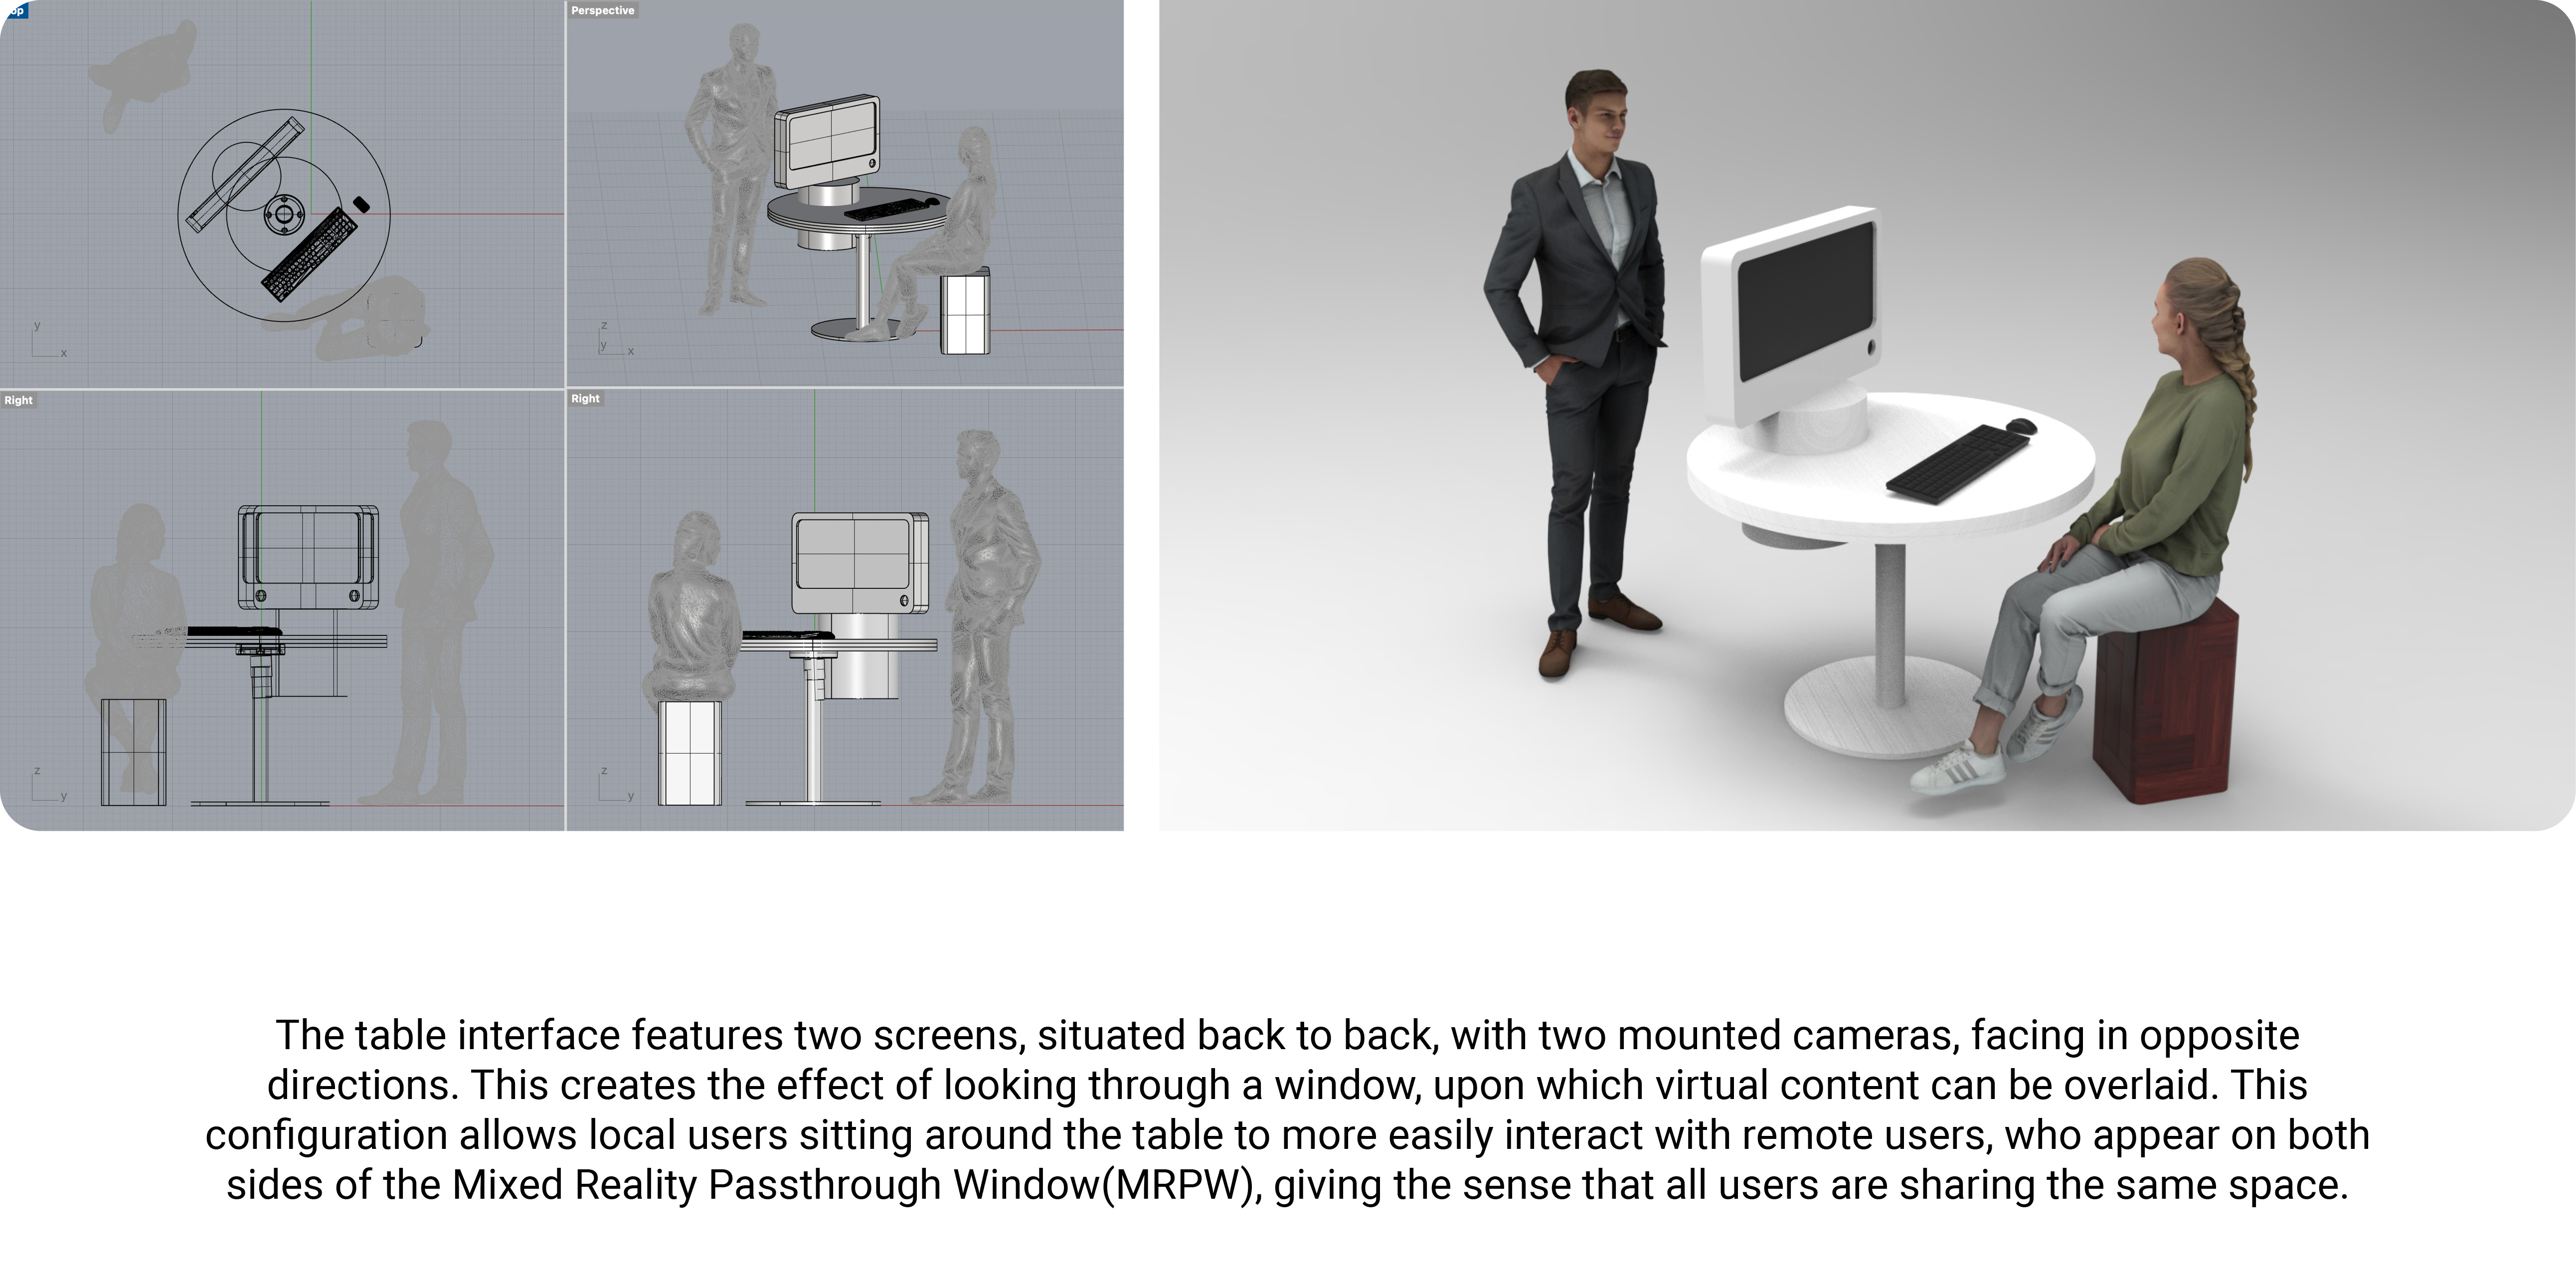 Perspective
y
x
z
y
x
Right
Right
z
y
z
y
The table interface features two screens, situated back to back, with two mounted cameras, facing in opposite
directions. This creates the effect of looking through a window, upon which virtual content can be overlaid. This
configuration allows local users sitting around the table to more easily interact with remote users, who appear on both
sides of the Mixed Reality Passthrough Window(MRPW), giving the sense that all users are sharing the same space.